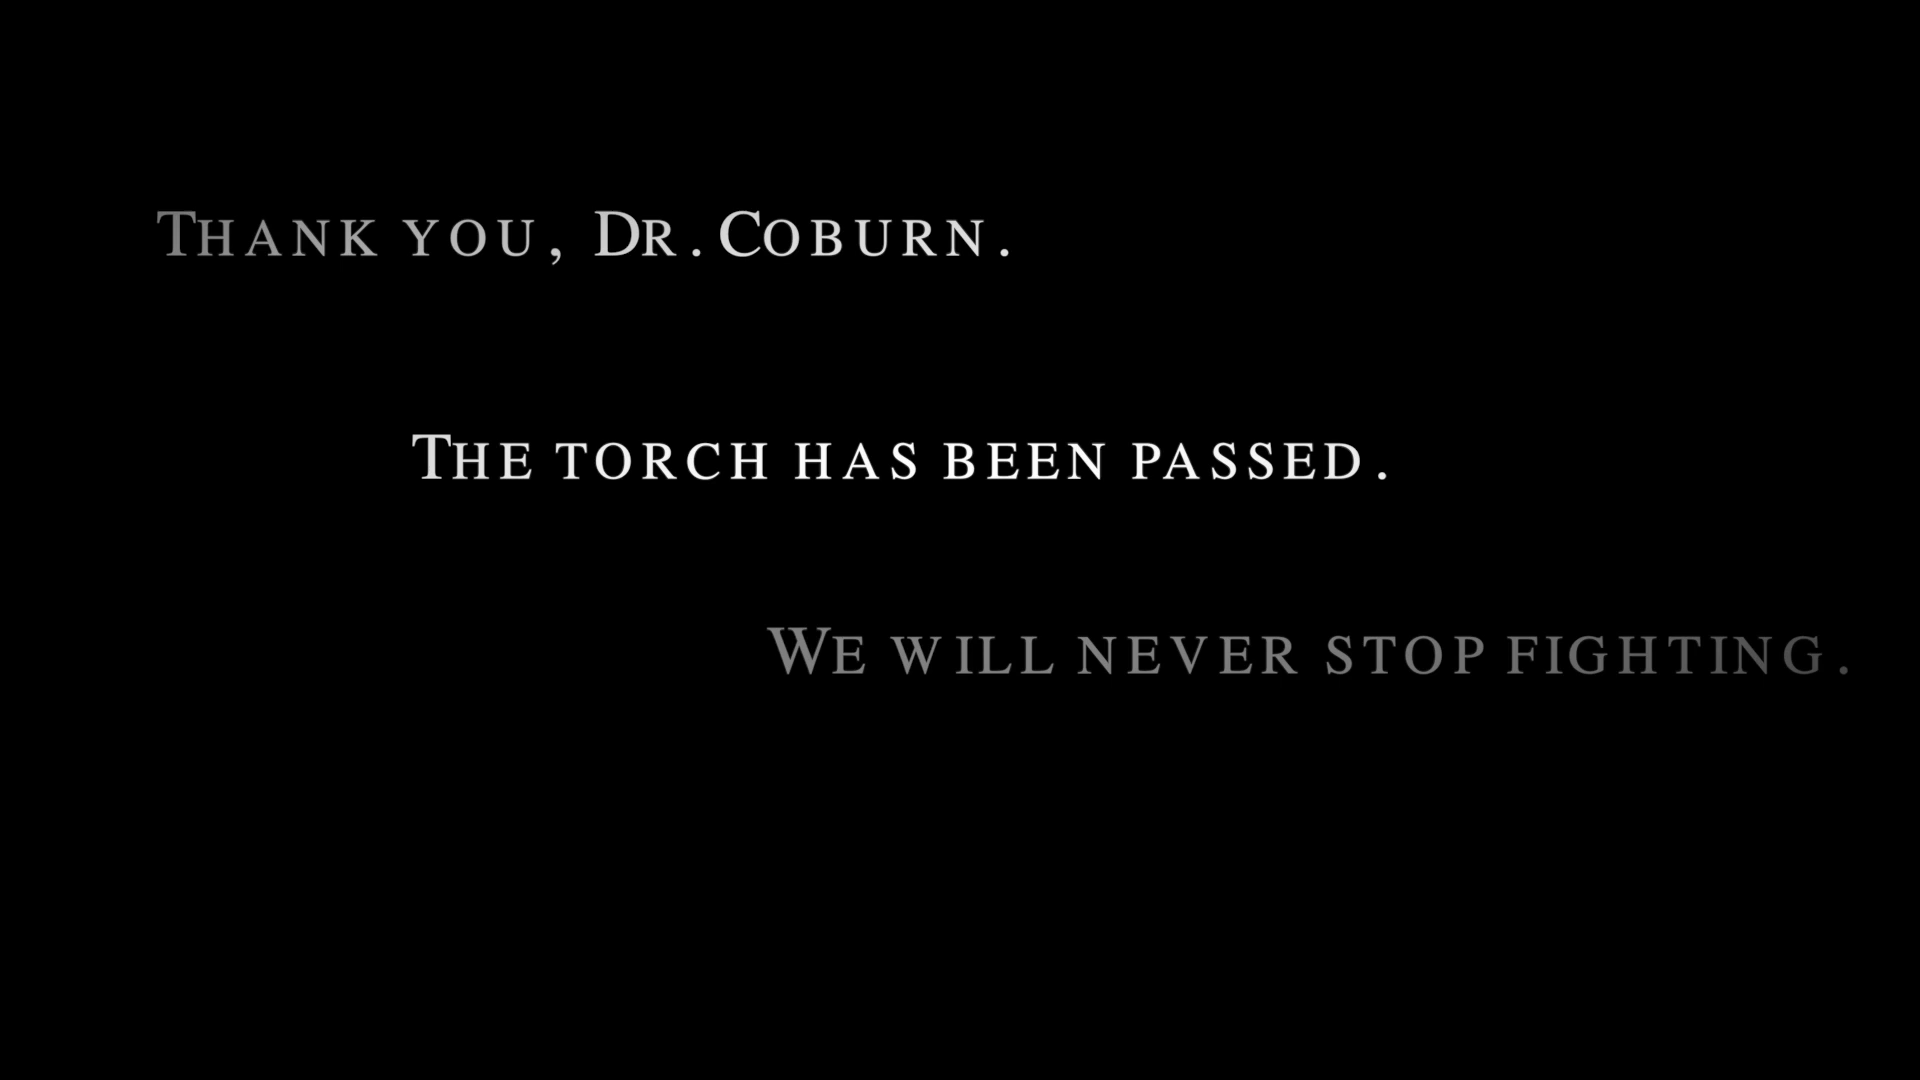 Thank you, Dr. Coburn.
The torch has been passed.
We will never stop fighting.